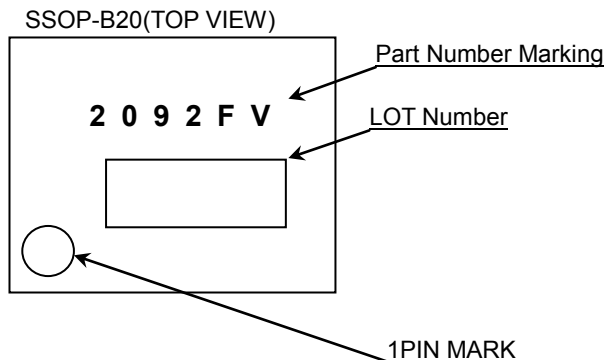 SSOP-B20(TOP VIEW)
Part Number Marking
2 0 9 2 F V
LOT Number
1PIN MARK